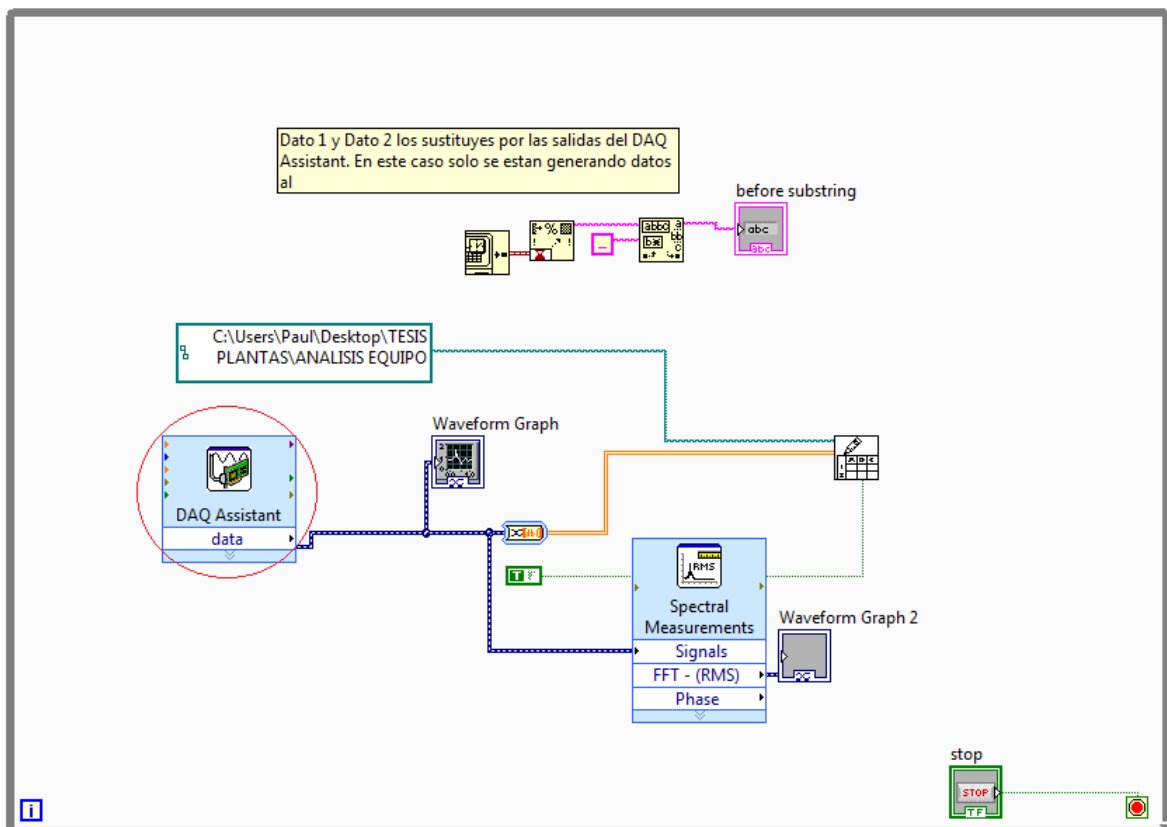 Dato 1 y Dato 2 los sustituyes por las salidas del DAQ
Assistant. En este caso solo se estan generando datos
al
before substring
abc
abc
C:\Users\Paul\Desktop\TESIS
PLANTAS\ANALISIS EQUIPO
Waveform Graph
DAQ Assistant
data
T
RMS
Spectral
Measurements
Signals
FFT - (RMS)
Phase
Waveform Graph 2
stop
STOP
TF
i